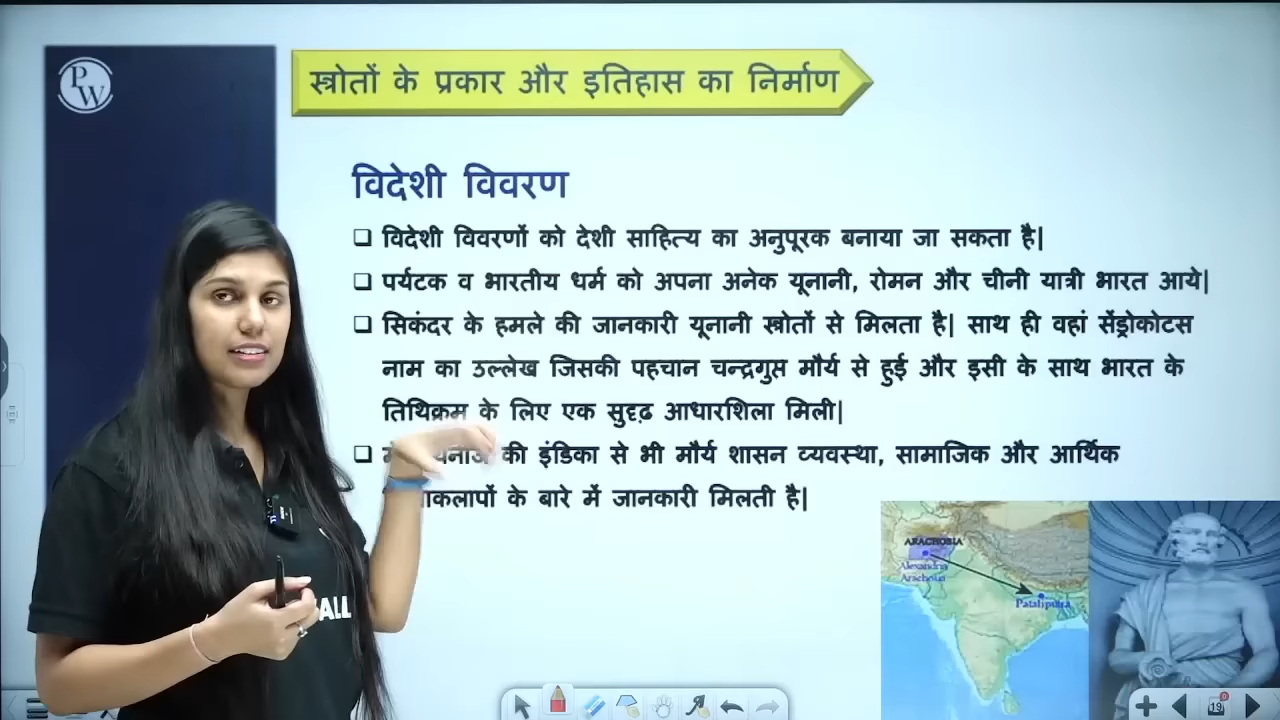 PW
स्त्रोतों के प्रकार और इतिहास का निर्माण
विदेशी विवरण
विदेशी विवरणों को देशी साहित्य का अनुपूरक बनाया जा सकता है|
पर्यटक व भारतीय धर्म को अपना अनेक यूनानी, रोमन और चीनी यात्री भारत आये|
सिकंदर के हमले की जानकारी यूनानी स्त्रोतों से मिलता है| साथ ही वहां सेंड्रोकोटस
नाम का उल्लेख जिसकी पहचान चन्द्रगुप्त मौर्य से हुई और इसी के साथ भारत के
तिथिक्रम के लिए एक सुदृढ़ आधारशिला मिली|
की इंडिका से भी मौर्य शासन व्यवस्था, सामाजिक और आर्थिक
के बारे में जानकारी मिलती है|
ARACHOSIA
Alexandria
Arachosia
Pataliputra
ALL
19